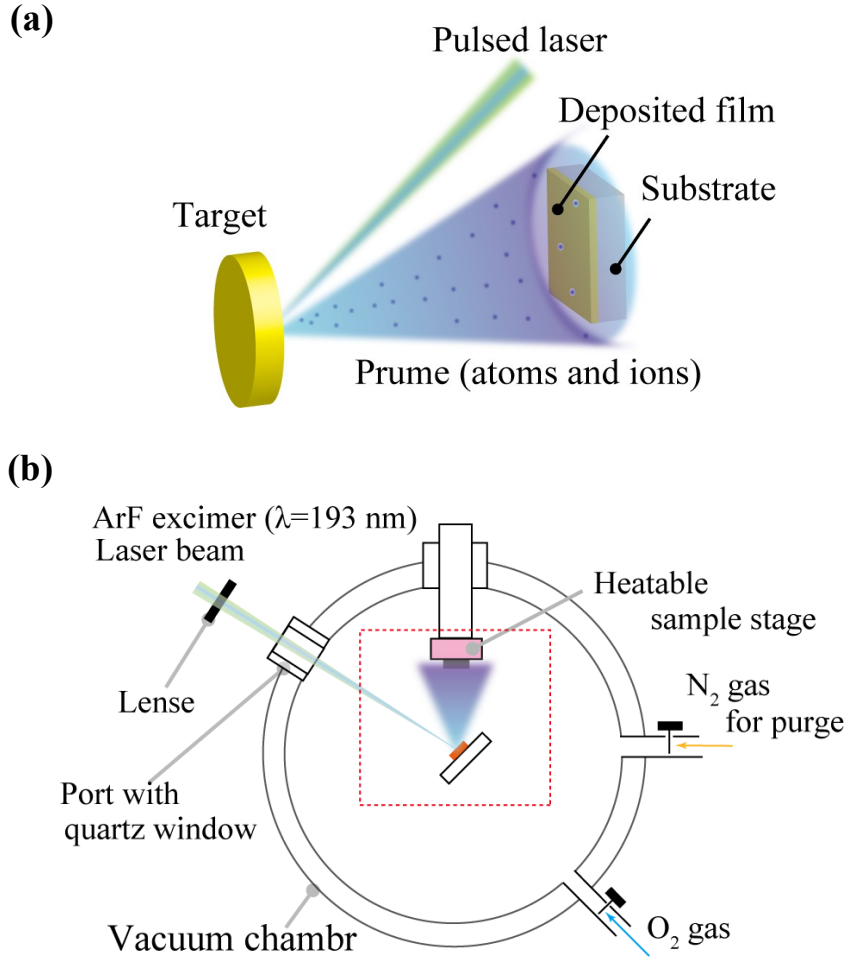 (a)
Pulsed laser
Deposited film
Substrate
Target
Prume (atoms and ions)
(b)
ArF excimer (λ=193 nm)
Laser beam
Heatable
sample stage
Lense
N₂ gas
for purge
Port with
quartz window
Vacuum chambr
O₂ gas